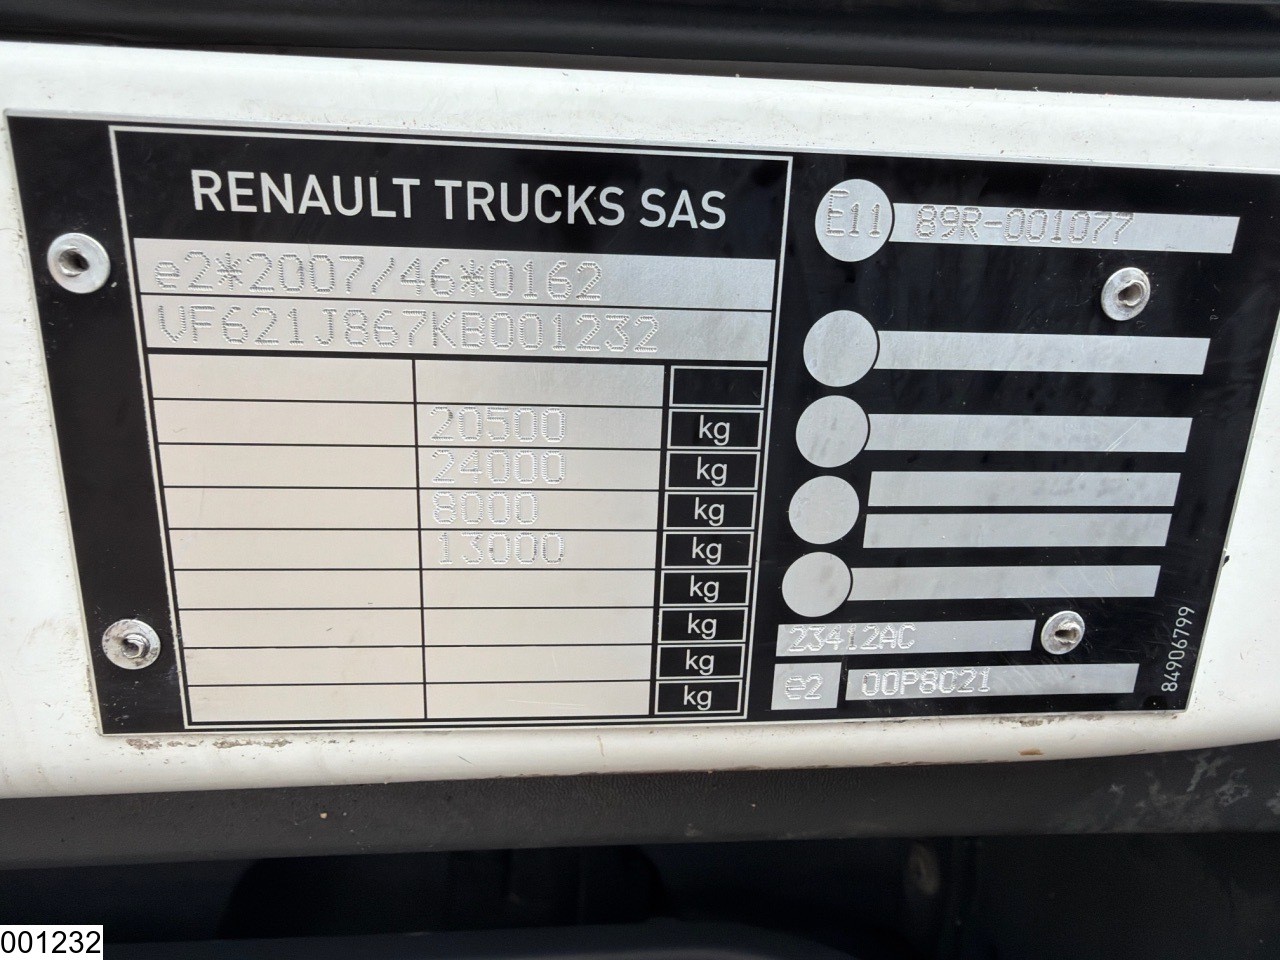 RENAULT TRUCKS SAS
e2*2007/46*0162
VF621J867KB001232
20500 kg
24000 kg
8000 kg
13000 kg
kg
kg
kg
kg
E11 89R-001077
23412AC
e2 00P8021
84906799
001232